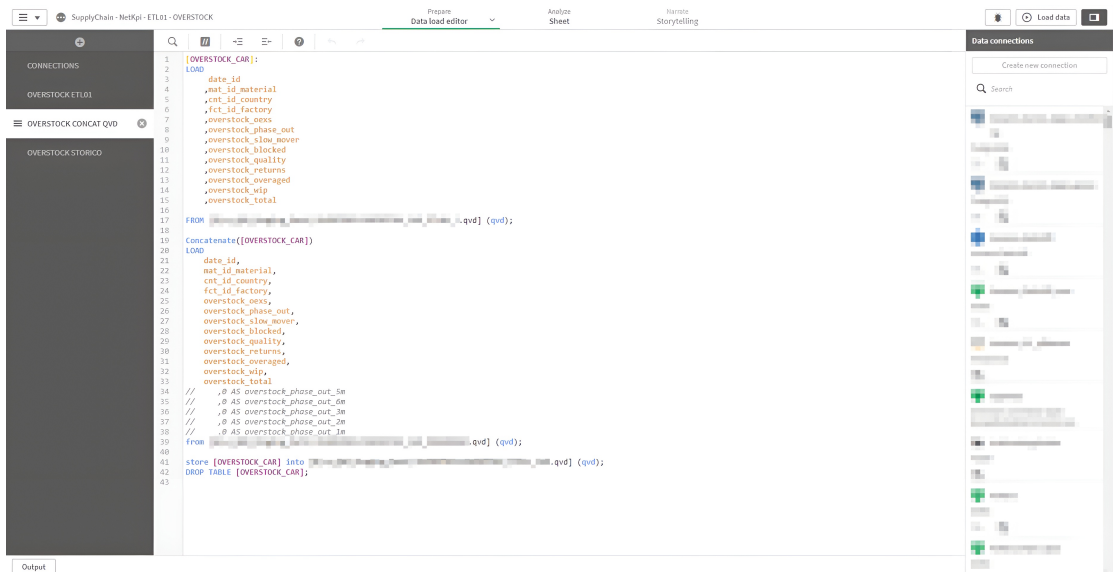 SupplyChain - NetKpi - ETL01 - OVERSTOCK
Prepare
Data load editor
Analyze
Sheet
Narrate
Storytelling
Load data
CONNECTIONS
OVERSTOCK ETL01
OVERSTOCK CONCAT QVD
OVERSTOCK STORICO
1 [OVERSTOCK_CAR]:
2 LOAD
3 date_id
4 ,mat_id_material
5 ,cnt_id_country
6 ,fct_id_factory
7 ,overstock_oexs
8 ,overstock_phase_out
9 ,overstock_slow_mover
10 ,overstock_blocked
11 ,overstock_quality
12 ,overstock_returns
13 ,overstock_overaged
14 ,overstock_wip
15 ,overstock_total
16
17 FROM .qvd] (qvd);
18
19 Concatenate([OVERSTOCK_CAR])
20 LOAD
21 date_id,
22 mat_id_material,
23 cnt_id_country,
24 fct_id_factory,
25 overstock_oexs,
26 overstock_phase_out,
27 overstock_slow_mover,
28 overstock_blocked,
29 overstock_quality,
30 overstock_returns,
31 overstock_overaged,
32 overstock_wip,
33 overstock_total
34 // ,0 AS overstock_phase_out_5m
35 // ,0 AS overstock_phase_out_6m
36 // ,0 AS overstock_phase_out_3m
37 // ,0 AS overstock_phase_out_2m
38 // ,0 AS overstock_phase_out_1m
39 from .qvd] (qvd);
40
41 store [OVERSTOCK_CAR] into .qvd] (qvd);
42 DROP TABLE [OVERSTOCK_CAR];
43
Data connections
Create new connection
Search
Output